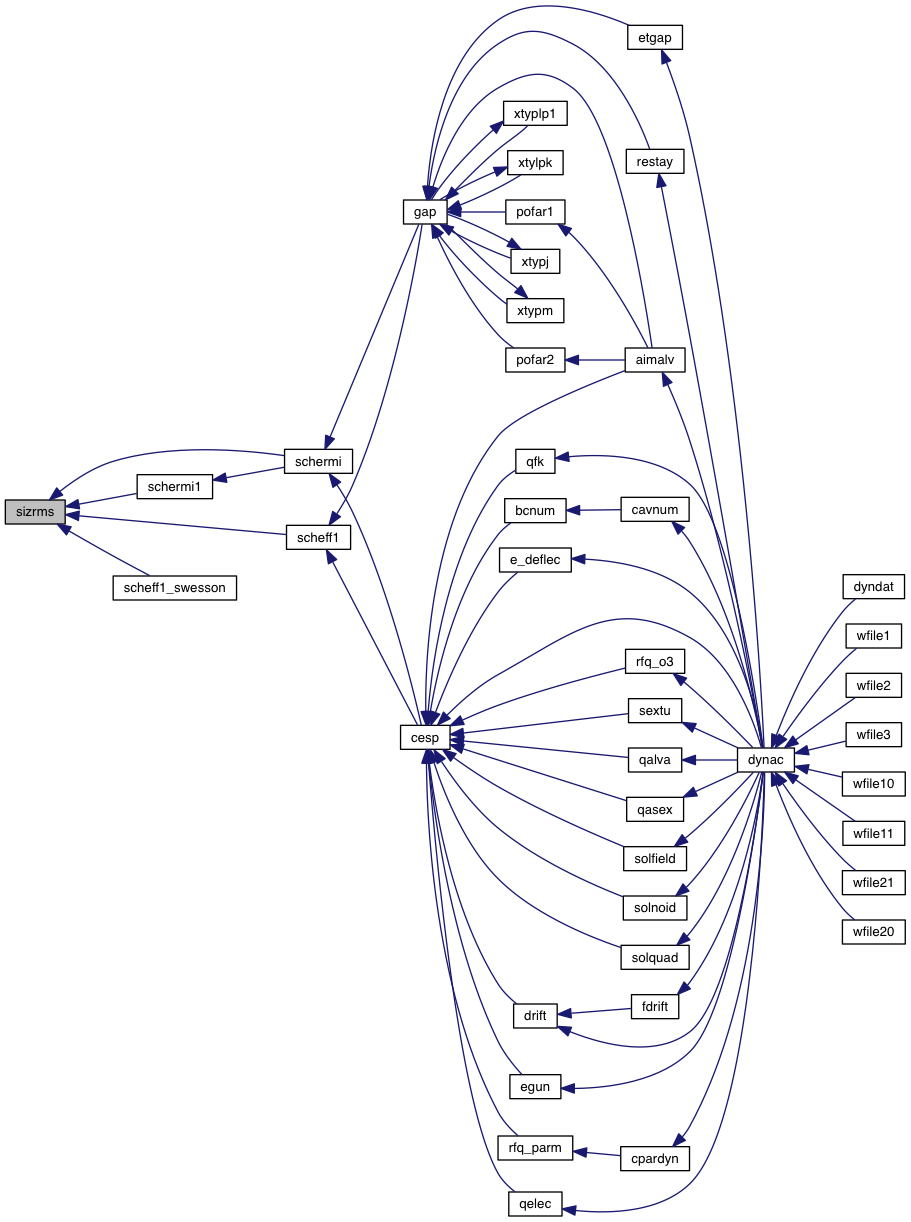 etgap
xtyplp1
restay
xtylpk
gap
pofar1
xtypj
xtypm
pofar2
aimalv
schermi
qfk
schermi1
sizrms
bcnum
cavnum
scheff1
e_deflec
scheff1_swesson
dyndat
wfile1
rfq_o3
wfile2
sextu
cesp
wfile3
qalva
dynac
wfile10
qasex
wfile11
solfield
wfile21
solnoid
wfile20
solquad
fdrift
drift
egun
rfq_parm
cpardyn
qelec